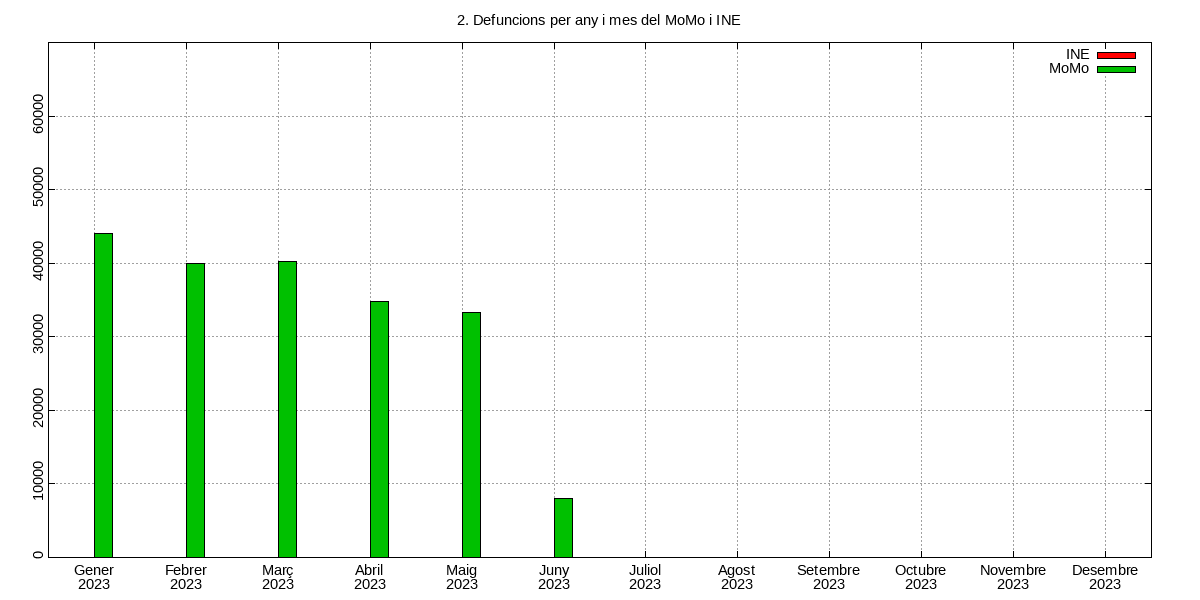 2. Defuncions per any i mes del MoMo i INE
INE
MoMo
60000
50000
40000
30000
20000
10000
0
Gener Febrer Març Abril Maig Juny Juliol Agost Setembre Octubre Novembre Desembre
2023 2023 2023 2023 2023 2023 2023 2023 2023 2023 2023 2023